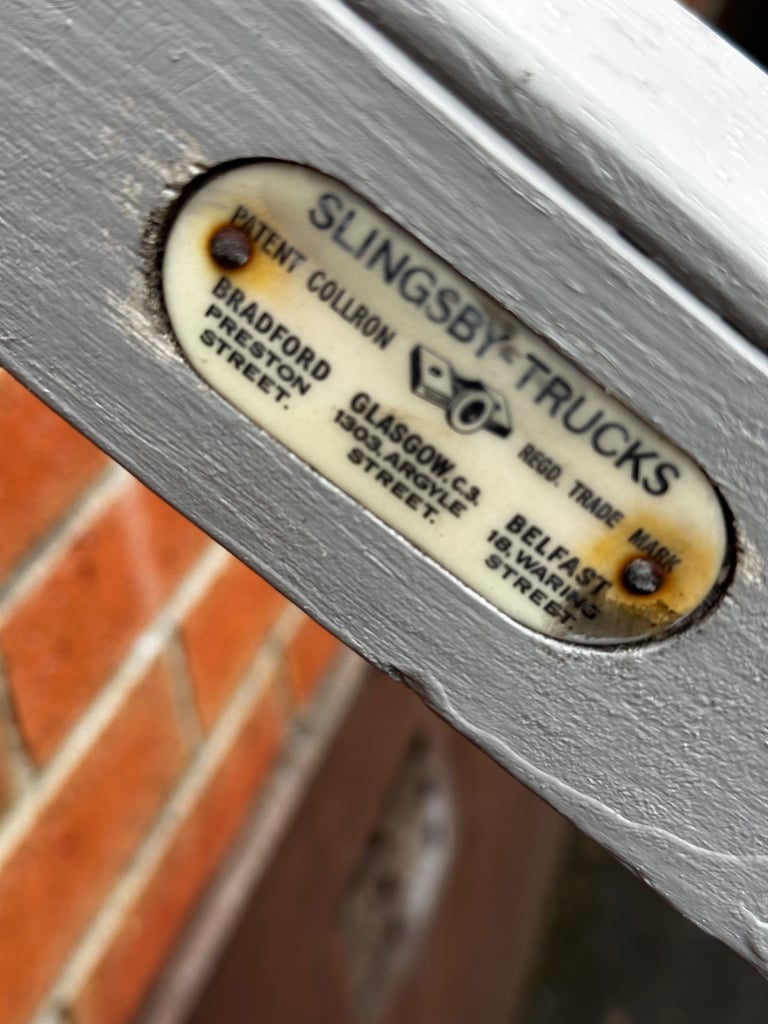 SLINGSBY-TRUCKS
PATENT COLLRON REGD. TRADE MARK
BRADFORD
PRESTON
STREET.
GLASGOW. C.3.
1303, ARGYLE
STREET.
BELFAST
18, WARING
STREET.